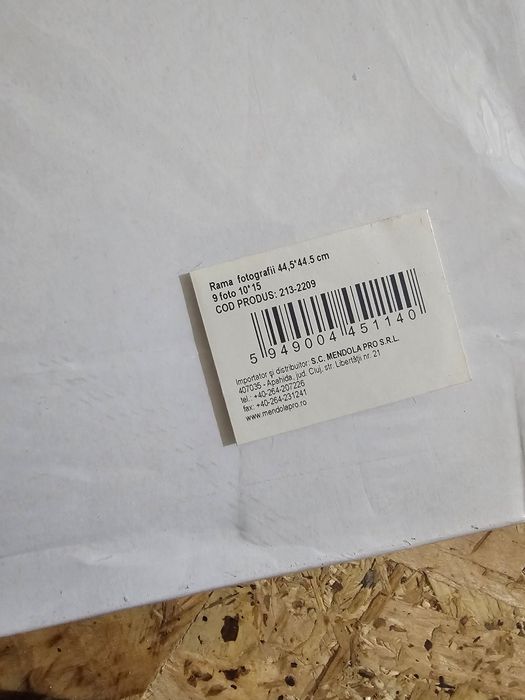 Rama fotografii 44,5*44.5 cm
9 foto 10*15
COD PRODUS: 213-2209
5 949004 451140
Importator şi distribuitor: S.C. MENDOLA PRO S.R.L.
407035 - Apahida, jud. Cluj, str. Libertăţii nr. 21
tel.: +40-264-207226
fax: +40-264-231241
www.mendolapro.ro